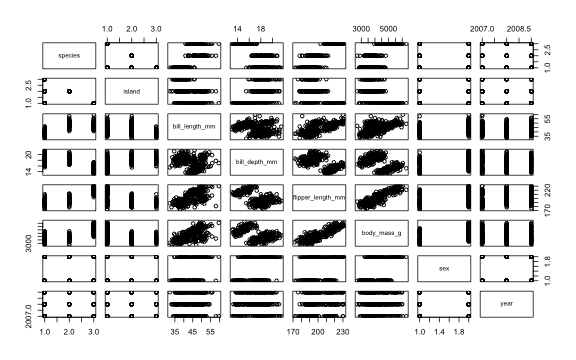 1.0 2.0 3.0 14 18 3000 5000 2007.0 2008.5
species 1.0 2.5
1.0 2.5 island
bill_length_mm 35 55
14 20 bill_depth_mm
flipper_length_mm 170 220
3000 body_mass_g
sex 1.0 1.8
2007.0 year
1.0 2.0 3.0 35 45 55 170 200 230 1.0 1.4 1.8